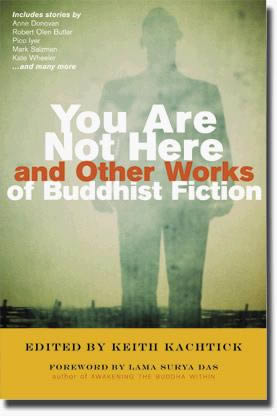 Includes stories by
Anne Donovan
Robert Olen Butler
Pico Iyer
Mark Salzman
Kate Wheeler
...and many more
You Are
Not Here
and Other Works
of Buddhist Fiction
EDITED BY KEITH KACHTICK
FOREWORD BY LAMA SURYA DAS
author of AWAKENING THE BUDDHA WITHIN